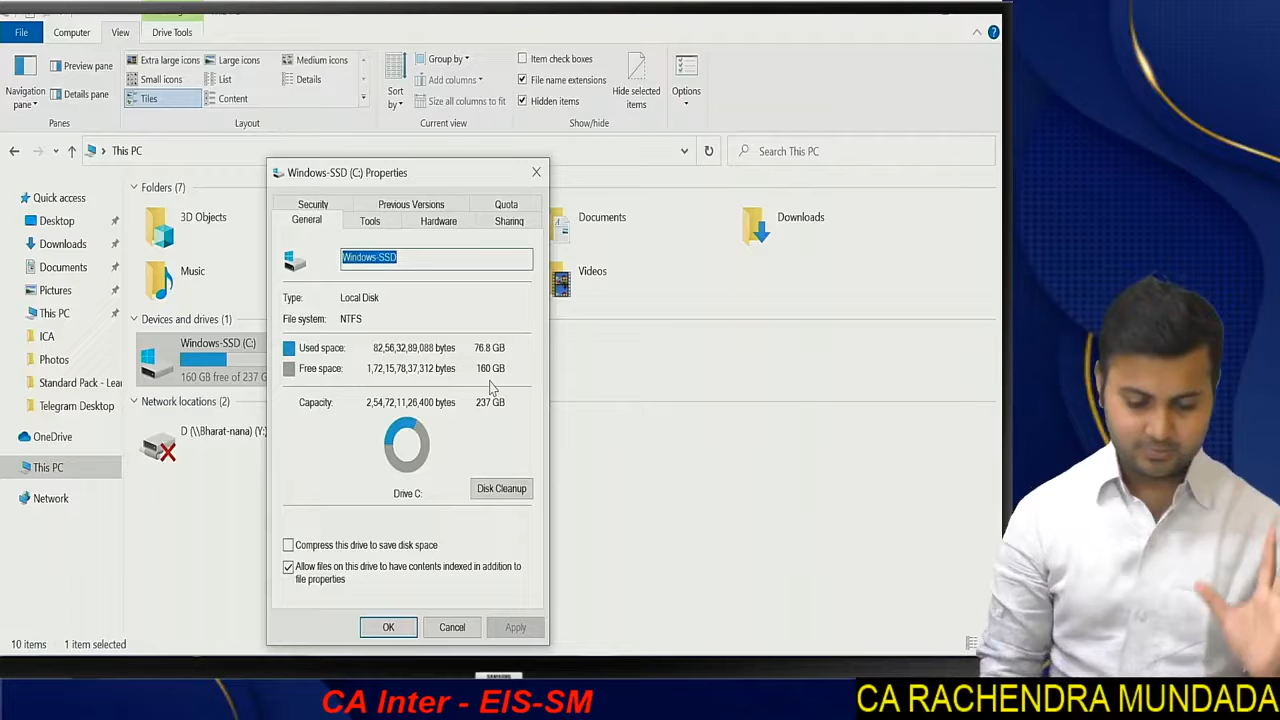 File
Computer
View
Drive Tools
Navigation pane
Preview pane
Details pane
Panes
Extra large icons
Large icons
Medium icons
Small icons
List
Details
Tiles
Content
Layout
Sort by
Group by
Add columns
Size all columns to fit
Current view
Item check boxes
File name extensions
Hidden items
Hide selected items
Show/hide
Options
This PC
Search This PC
Quick access
Desktop
Downloads
Documents
Pictures
This PC
ICA
Photos
Standard Pack - Lea
Telegram Desktop
OneDrive
This PC
Network
Folders (7)
3D Objects
Music
Documents
Videos
Downloads
Devices and drives (1)
Windows-SSD (C:)
160 GB free of 237 G
Network locations (2)
D (\\Bharat-nana) (Y:)
Windows-SSD (C:) Properties
Security
Previous Versions
Quota
General
Tools
Hardware
Sharing
Windows-SSD
Type: Local Disk
File system: NTFS
Used space: 82,56,32,89,088 bytes 76.8 GB
Free space: 1,72,15,78,37,312 bytes 160 GB
Capacity: 2,54,72,11,26,400 bytes 237 GB
Drive C:
Disk Cleanup
Compress this drive to save disk space
Allow files on this drive to have contents indexed in addition to
file properties
OK
Cancel
Apply
10 items
1 item selected
SAMSUNG
CA Inter - EIS-SM
CA RACHENDRA MUNDADA